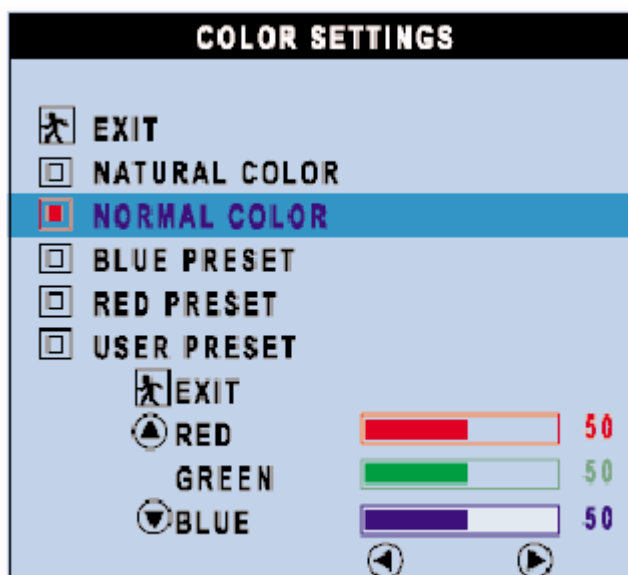 COLOR SETTINGS
EXIT
NATURAL COLOR
NORMAL COLOR
BLUE PRESET
RED PRESET
USER PRESET
EXIT
RED 50
GREEN 50
BLUE 50